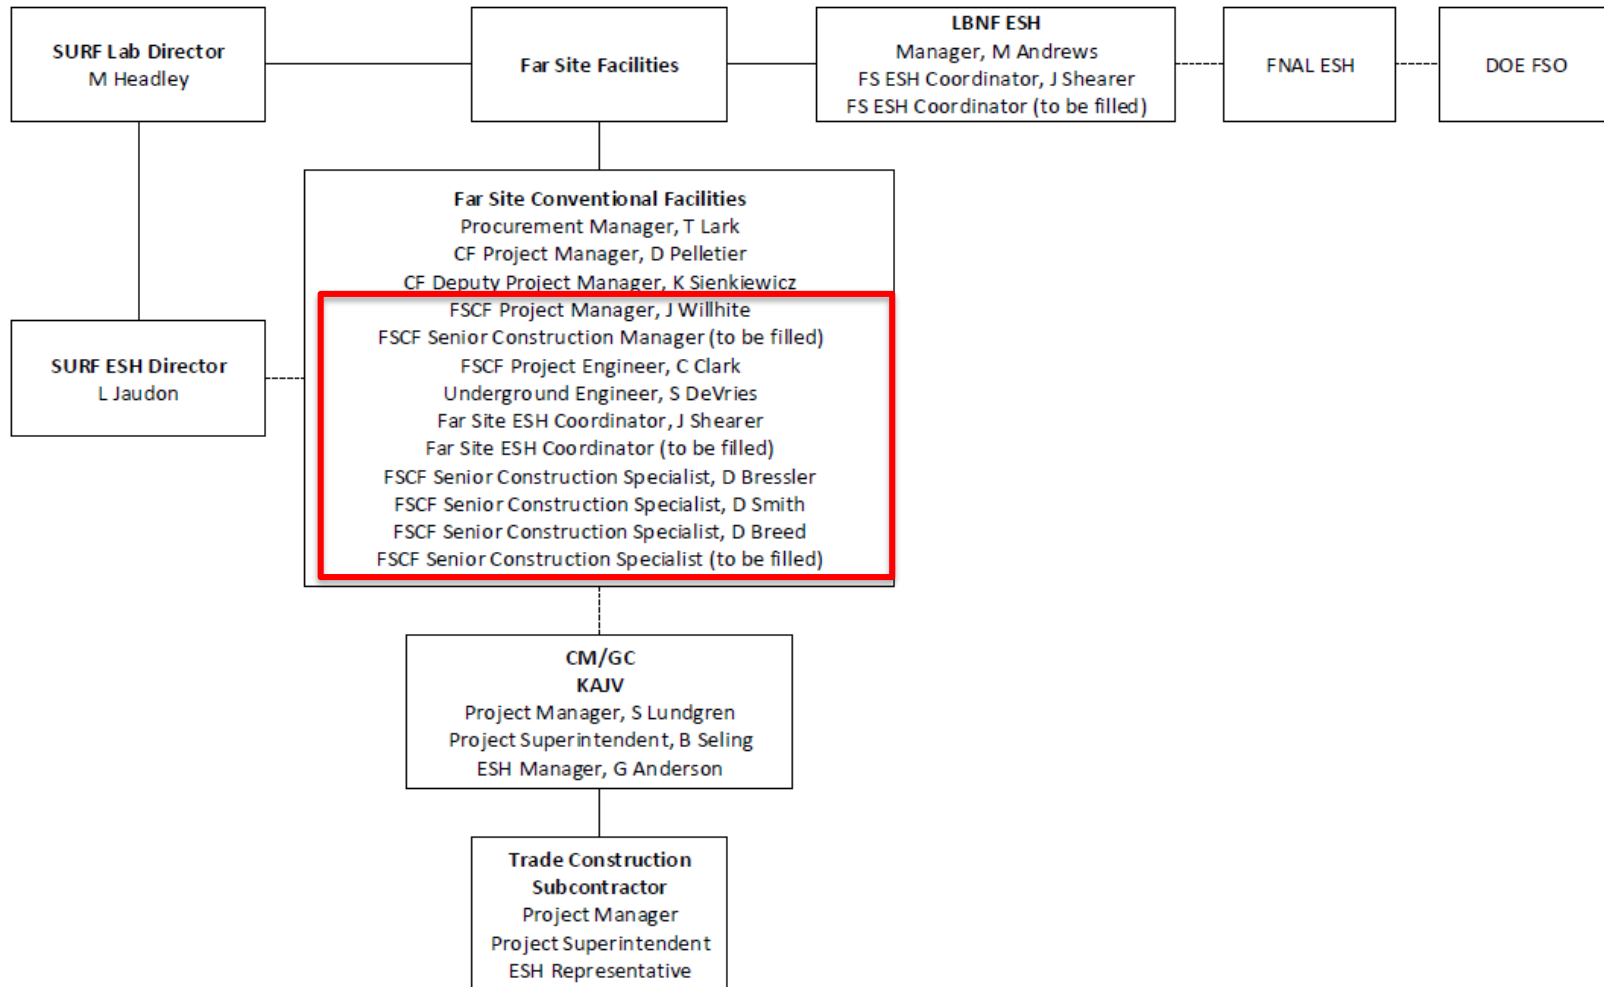 SURF Lab Director
M Headley
Far Site Facilities
LBNF ESH
Manager, M Andrews
FS ESH Coordinator, J Shearer
FS ESH Coordinator (to be filled)
FNAL ESH
DOE FSO
Far Site Conventional Facilities
Procurement Manager, T Lark
CF Project Manager, D Pelletier
CF Deputy Project Manager, K Sienkiewicz
FSCF Project Manager, J Willhite
FSCF Senior Construction Manager (to be filled)
FSCF Project Engineer, C Clark
Underground Engineer, S DeVries
Far Site ESH Coordinator, J Shearer
Far Site ESH Coordinator (to be filled)
FSCF Senior Construction Specialist, D Bressler
FSCF Senior Construction Specialist, D Smith
FSCF Senior Construction Specialist, D Breed
FSCF Senior Construction Specialist (to be filled)
SURF ESH Director
L Jaudon
CM/GC
KAJV
Project Manager, S Lundgren
Project Superintendent, B Seling
ESH Manager, G Anderson
Trade Construction
Subcontractor
Project Manager
Project Superintendent
ESH Representative